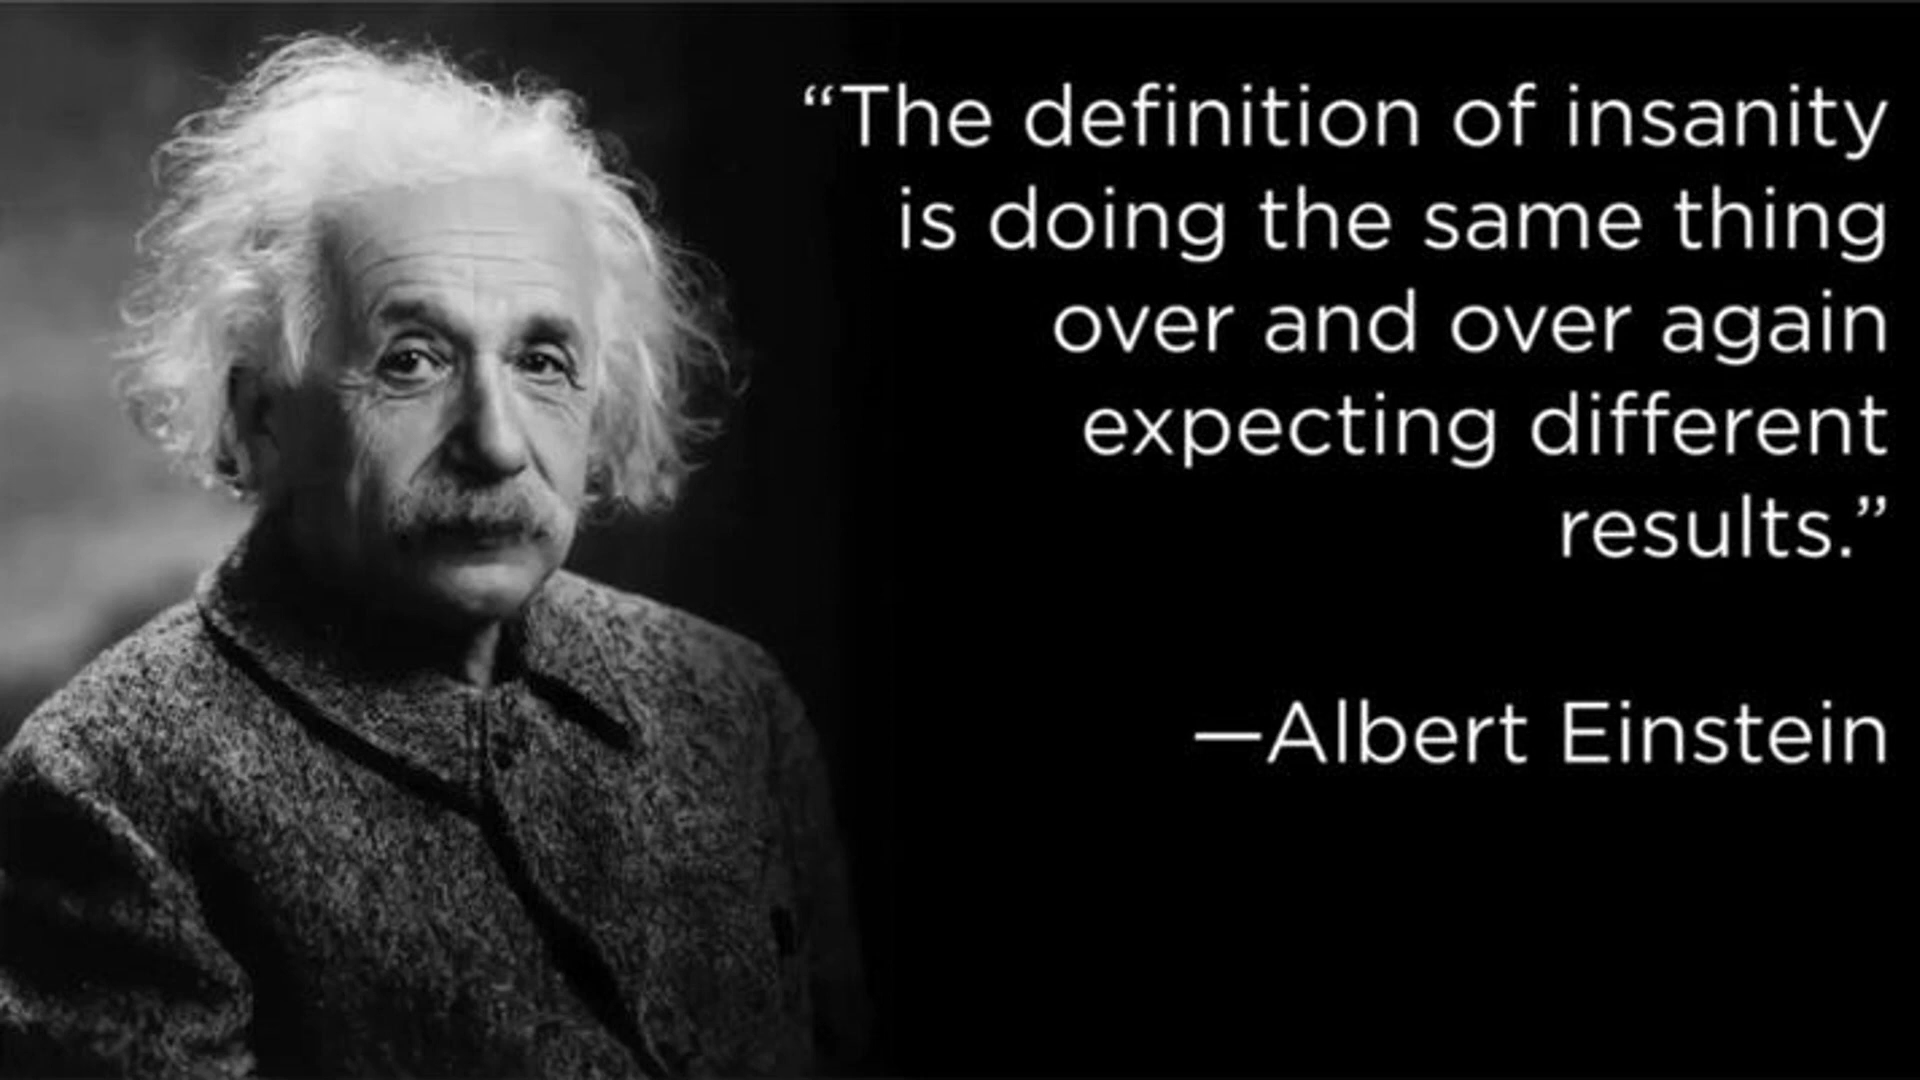 “The definition of insanity
is doing the same thing
over and over again
expecting different
results.”
—Albert Einstein